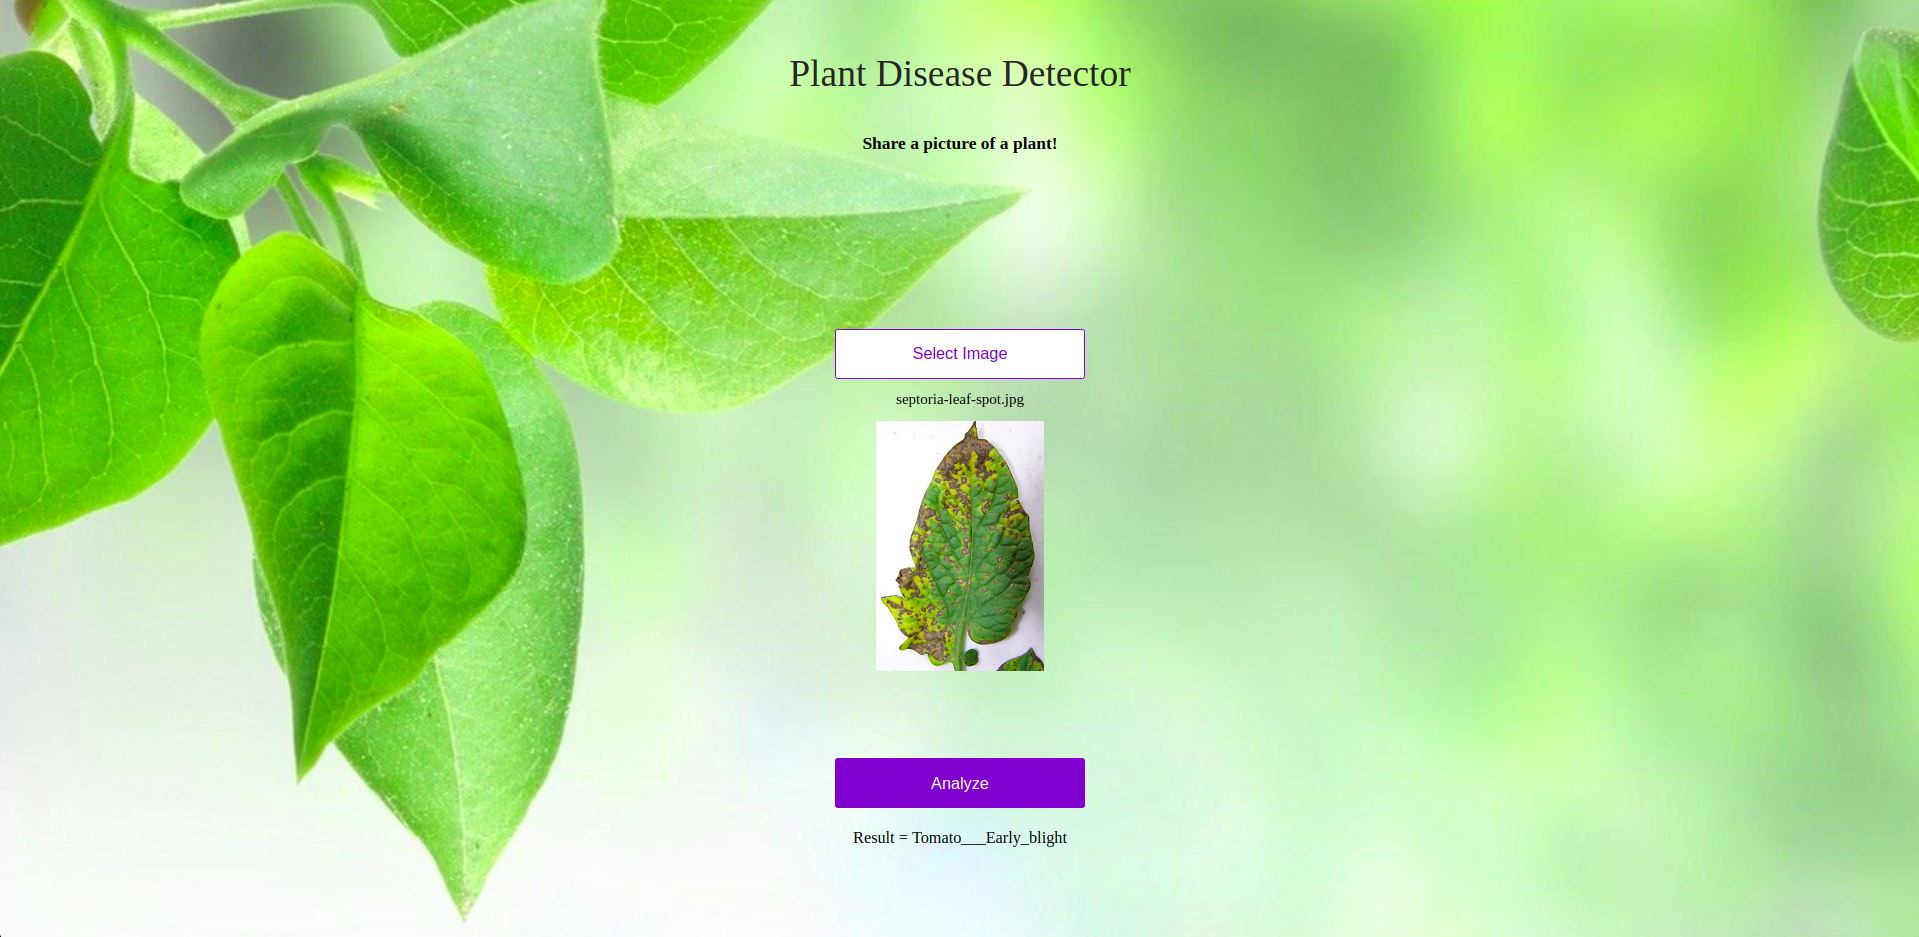 Plant Disease Detector
Share a picture of a plant!
Select Image
septoria-leaf-spot.jpg
Analyze
Result = Tomato___Early_blight